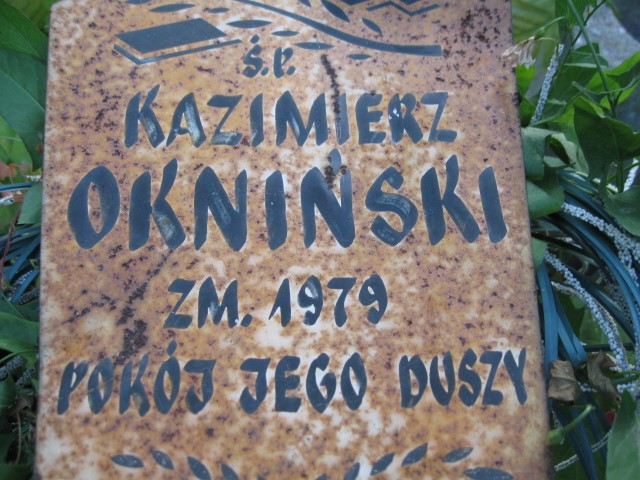 Ś.P.
KAZIMIERZ
OKNIŃSKI
ZM. 1979
POKÓJ JEGO DUSZY